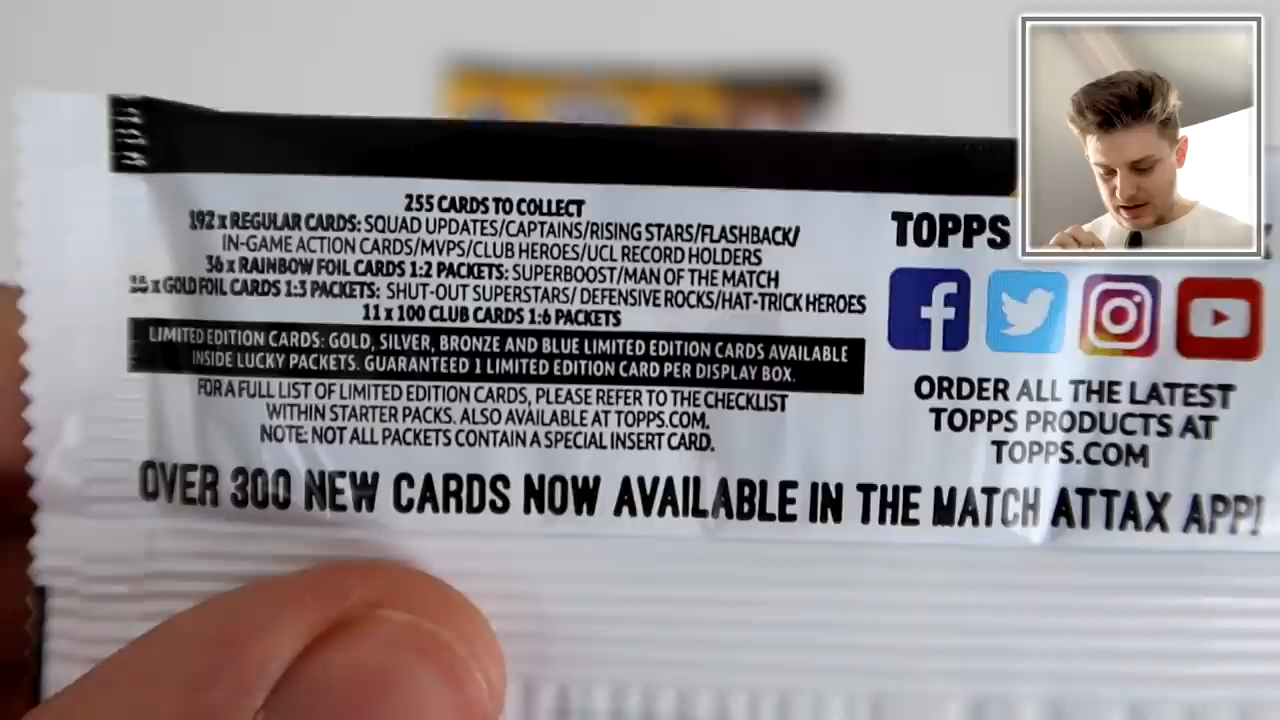 255 CARDS TO COLLECT
192 x REGULAR CARDS: SQUAD UPDATES/CAPTAINS/RISING STARS/FLASHBACK/
IN-GAME ACTION CARDS/MVPS/CLUB HEROES/UCL RECORD HOLDERS
36 x RAINBOW FOIL CARDS 1:2 PACKETS: SUPERBOOST/MAN OF THE MATCH
x GOLD FOIL CARDS 1:3 PACKETS: SHUT-OUT SUPERSTARS/ DEFENSIVE ROCKS/HAT-TRICK HEROES
11 x 100 CLUB CARDS 1:6 PACKETS
LIMITED EDITION CARDS: GOLD, SILVER, BRONZE AND BLUE LIMITED EDITION CARDS AVAILABLE
INSIDE LUCKY PACKETS. GUARANTEED 1 LIMITED EDITION CARD PER DISPLAY BOX.
FOR A FULL LIST OF LIMITED EDITION CARDS, PLEASE REFER TO THE CHECKLIST
WITHIN STARTER PACKS. ALSO AVAILABLE AT TOPPS.COM.
NOTE: NOT ALL PACKETS CONTAIN A SPECIAL INSERT CARD.
TOPPS
ORDER ALL THE LATEST
TOPPS PRODUCTS AT
TOPPS.COM
OVER 300 NEW CARDS NOW AVAILABLE IN THE MATCH ATTAX APP!